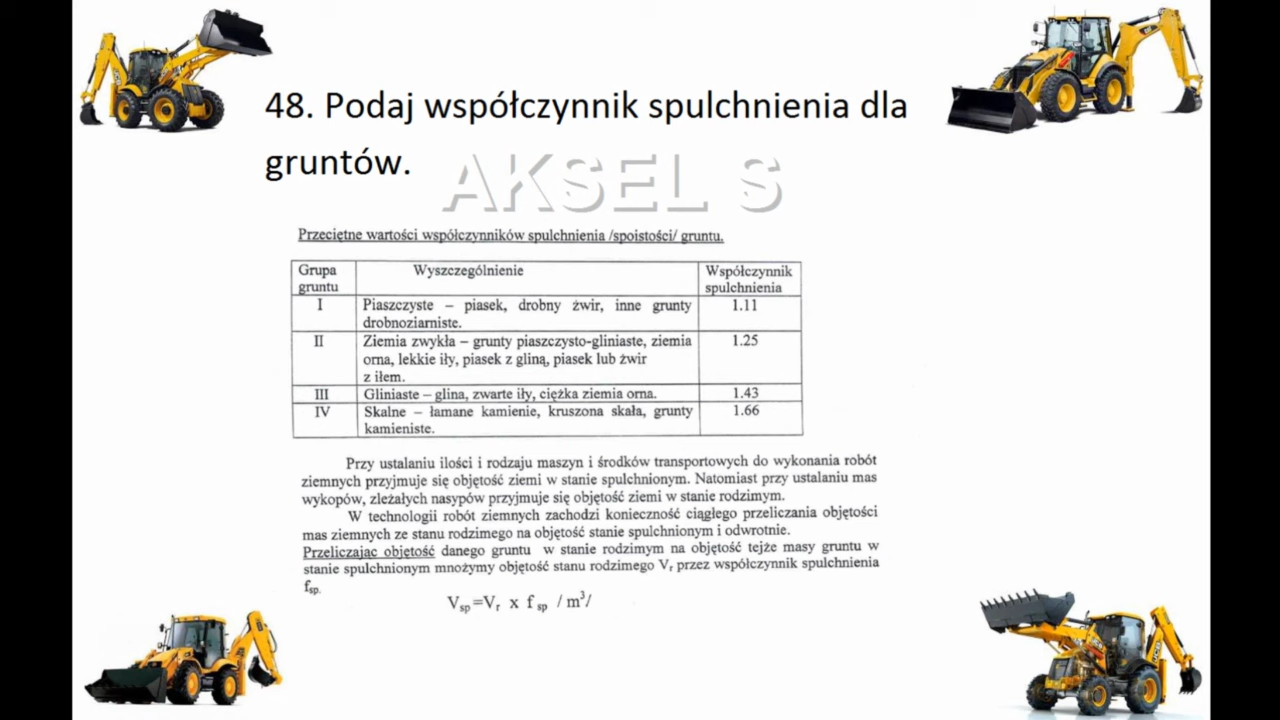 48. Podaj współczynnik spulchnienia dla
gruntów.
AKSEL S
Przeciętne wartości współczynników spulchnienia /spoistości/ gruntu.
Grupa gruntu Wyszczególnienie Współczynnik spulchnienia
I Piaszczyste – piasek, drobny żwir, inne grunty 1.11
drobnoziarniste.
II Ziemia zwykła – grunty piaszczysto-gliniaste, ziemia 1.25
orna, lekkie iły, piasek z gliną, piasek lub żwir
z iłem.
III Gliniaste – glina, zwarte iły, ciężka ziemia orna. 1.43
IV Skalne – łamane kamienie, kruszona skała, grunty 1.66
kamieniste.
Przy ustalaniu ilości i rodzaju maszyn i środków transportowych do wykonania robót
ziemnych przyjmuje się objętość ziemi w stanie spulchnionym. Natomiast przy ustalaniu mas
wykopów, zleżałych nasypów przyjmuje się objętość ziemi w stanie rodzimym.
W technologii robót ziemnych zachodzi konieczność ciągłego przeliczania objętości
mas ziemnych ze stanu rodzimego na objętość stanie spulchnionym i odwrotnie.
Przeliczając objętość danego gruntu w stanie rodzimym na objętość tejże masy gruntu w
stanie spulchnionym mnożymy objętość stanu rodzimego Vr przez współczynnik spulchnienia
fsp.
Vsp =Vr x f sp / m³/